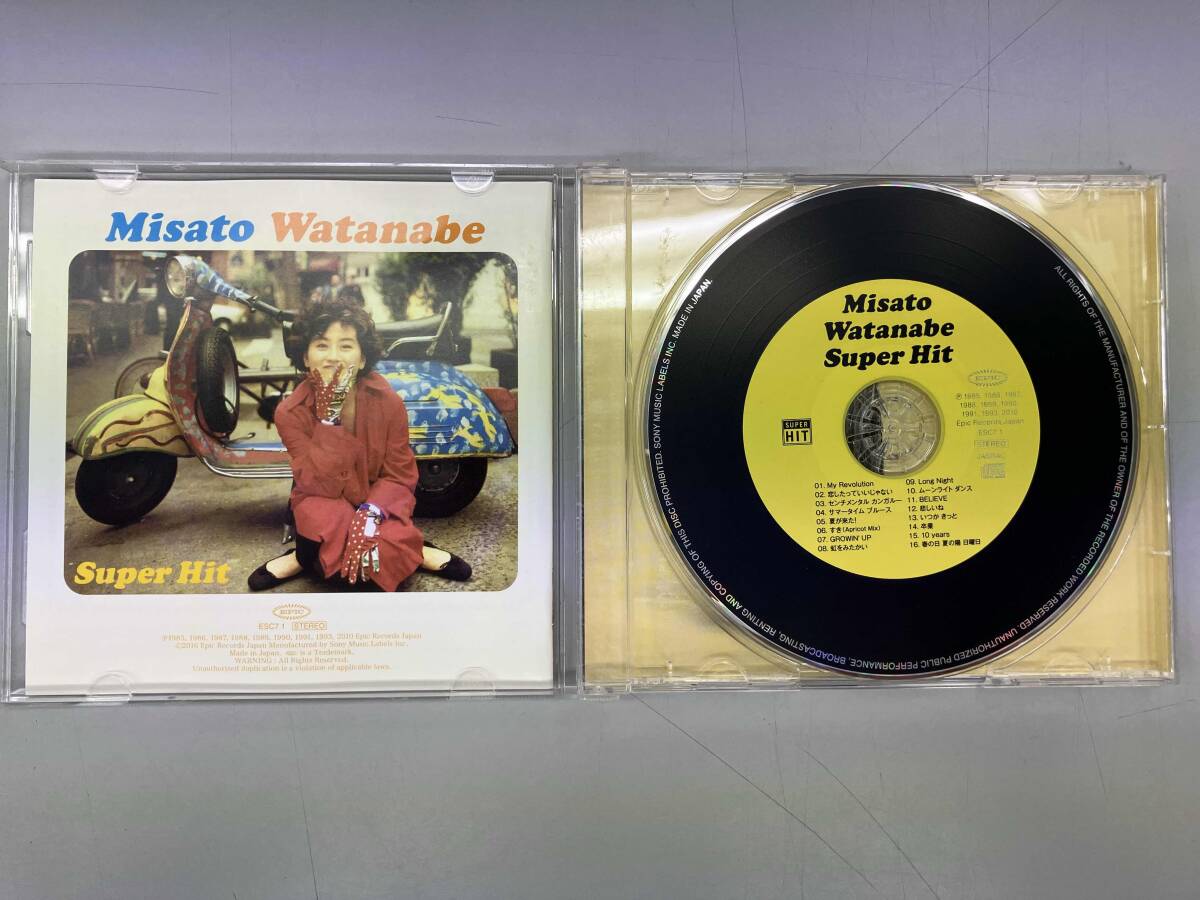 Misato Watanabe
Super Hit
EPIC
ESC7 1 STEREO
℗1985, 1986, 1987, 1988, 1989, 1990, 1991, 1993, 2010 Epic Records Japan
©2016 Epic Records Japan Manufactured by Sony Music Labels Inc.
Made in Japan. is a Trademark.
WARNING : All Rights Reserved.
Unauthorized duplication is a violation of applicable laws.
Misato
Watanabe
Super Hit
EPIC
℗ 1985, 1986, 1987,
1988, 1989, 1990,
1991, 1993, 2010
Epic Records Japan
ESC7 1
STEREO
JASRAC
SUPER
HIT
01. My Revolution
02. 恋したっていいじゃない
03. センチメンタル カンガルー
04. サマータイム ブルース
05. 夏が来た!
06. すき(Apricot Mix)
07. GROWIN' UP
08. 虹をみたかい
09. Long Night
10. ムーンライト ダンス
11. BELIEVE
12. 悲しいね
13. いつか きっと
14. 卒業
15. 10 years
16. 春の日 夏の陽 日曜日
ALL RIGHTS OF THE MANUFACTURER AND OF THE OWNER OF THE RECORDED WORK RESERVED. UNAUTHORIZED PUBLIC PERFORMANCE, BROADCASTING, RENTING AND COPYING OF THIS DISC PROHIBITED. SONY MUSIC LABELS INC. MADE IN JAPAN.